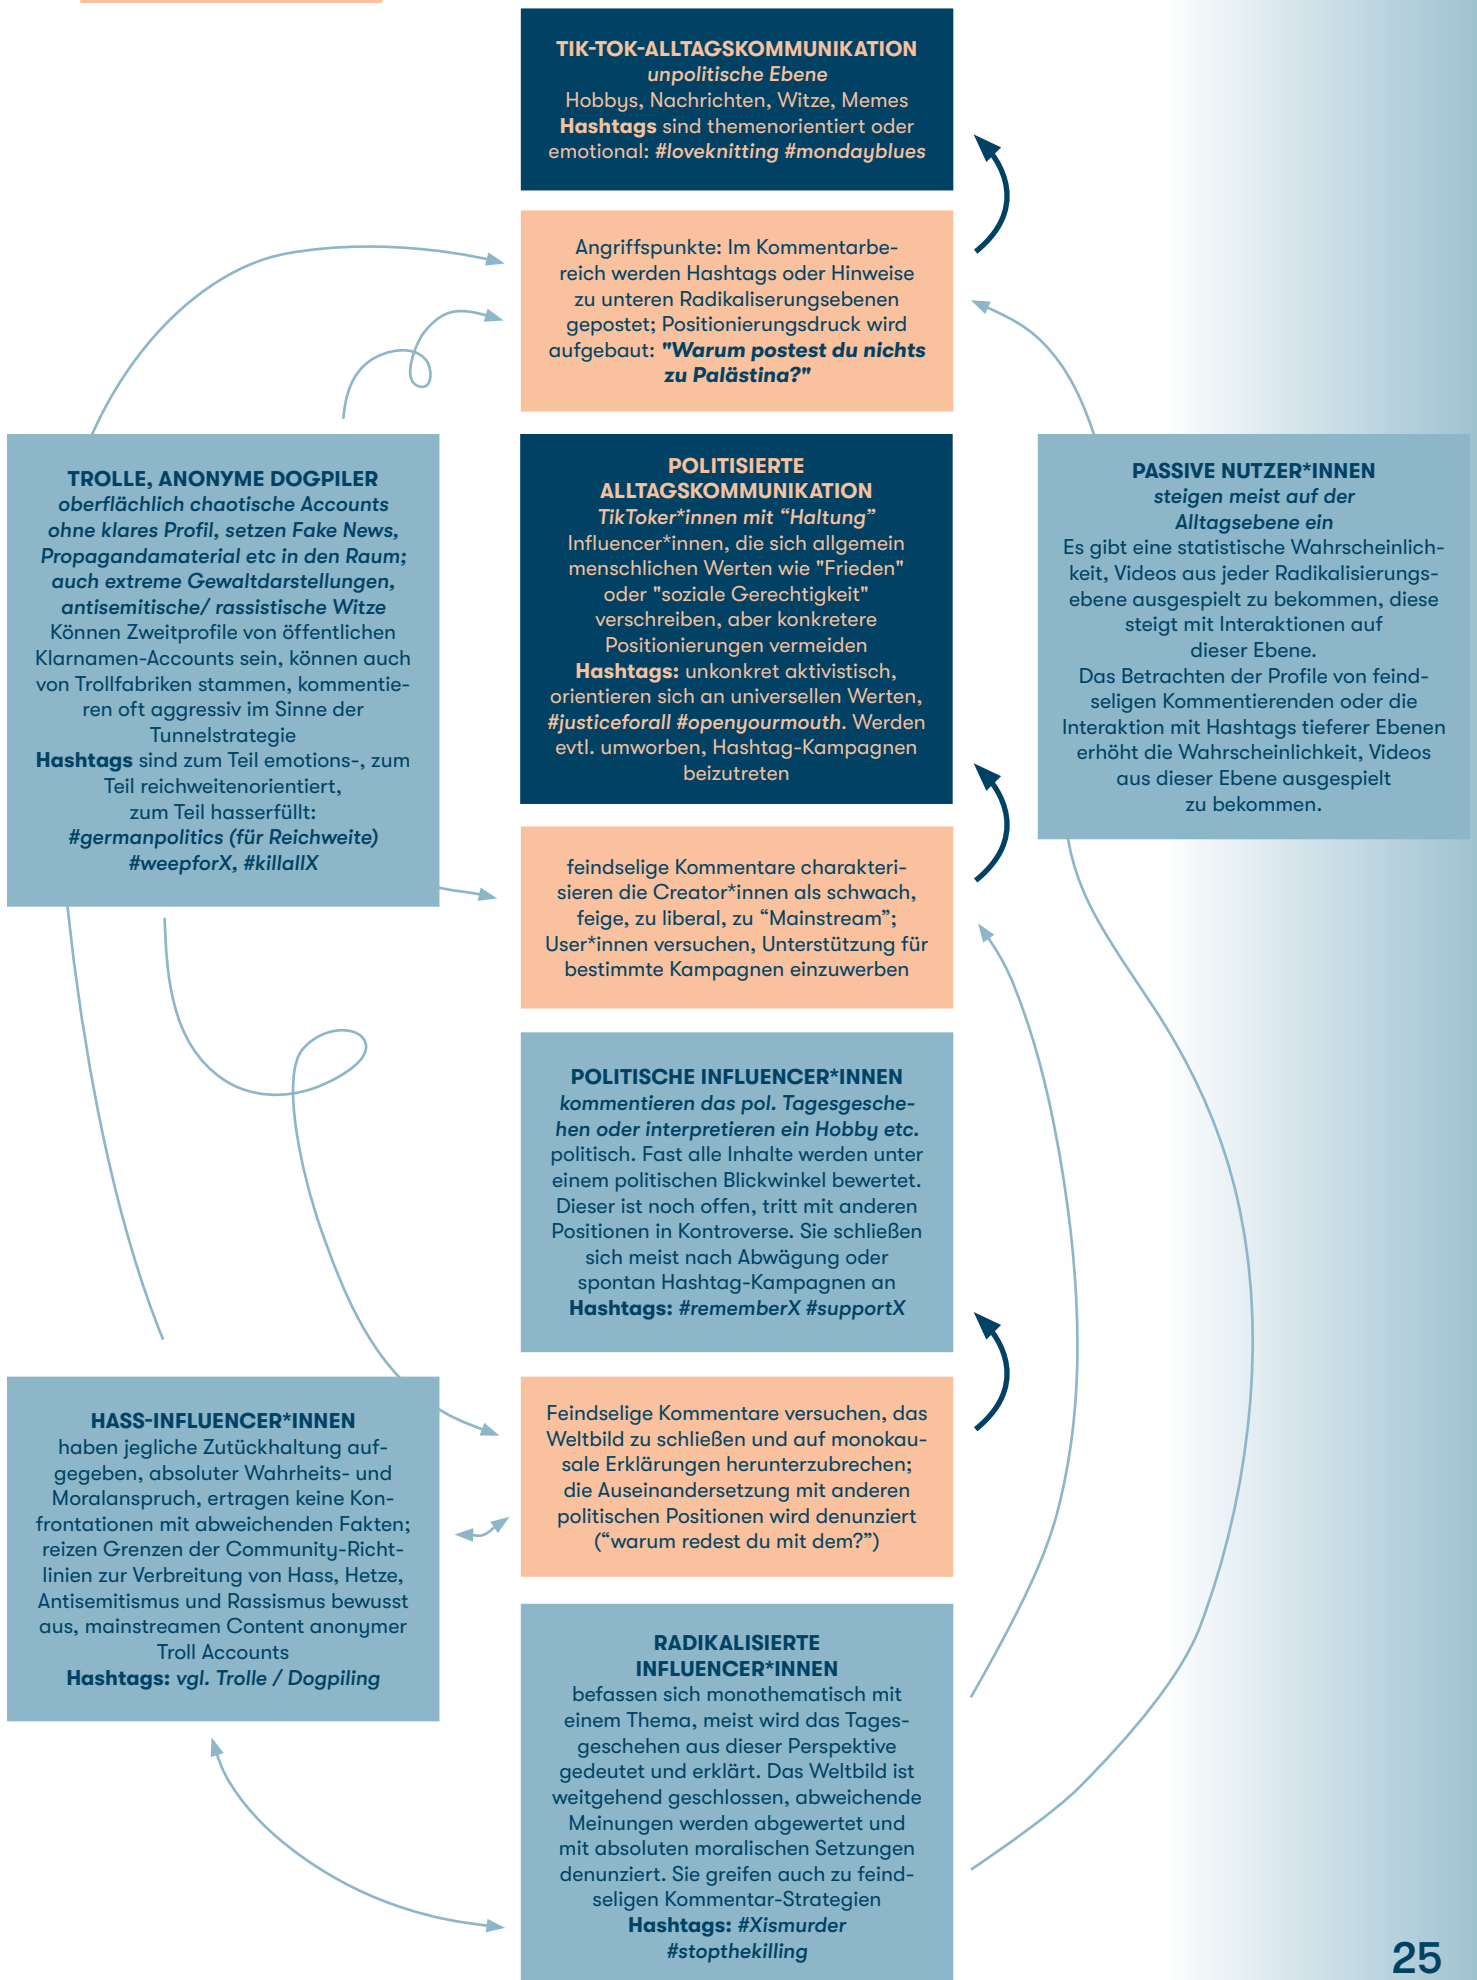 TIK-TOK-ALLTAGSKOMMUNIKATION
unpolitische Ebene
Hobbys, Nachrichten, Witze, Memes
Hashtags sind themenorientiert oder
emotional: #loveknitting #mondayblues
Angriffspunkte: Im Kommentarbe-
reich werden Hashtags oder Hinweise
zu unteren Radikaliserungsebenen
gepostet; Positionierungsdruck wird
aufgebaut: "Warum postest du nichts
zu Palästina?"
TROLLE, ANONYME DOGPILER
oberflächlich chaotische Accounts
ohne klares Profil, setzen Fake News,
Propagandamaterial etc in den Raum;
auch extreme Gewaltdarstellungen,
antisemitische/ rassistische Witze
Können Zweitprofile von öffentlichen
Klarnamen-Accounts sein, können auch
von Trollfabriken stammen, kommentie-
ren oft aggressiv im Sinne der
Tunnelstrategie
Hashtags sind zum Teil emotions-, zum
Teil reichweitenorientiert,
zum Teil hasserfüllt:
#germanpolitics (für Reichweite)
#weepforX, #killallX
POLITISIERTE
ALLTAGSKOMMUNIKATION
TikToker*innen mit “Haltung”
Influencer*innen, die sich allgemein
menschlichen Werten wie "Frieden"
oder "soziale Gerechtigkeit"
verschreiben, aber konkretere
Positionierungen vermeiden
Hashtags: unkonkret aktivistisch,
orientieren sich an universellen Werten,
#justiceforall #openyourmouth. Werden
evtl. umworben, Hashtag-Kampagnen
beizutreten
PASSIVE NUTZER*INNEN
steigen meist auf der
Alltagsebene ein
Es gibt eine statistische Wahrscheinlich-
keit, Videos aus jeder Radikalisierungs-
ebene ausgespielt zu bekommen, diese
steigt mit Interaktionen auf
dieser Ebene.
Das Betrachten der Profile von feind-
seligen Kommentierenden oder die
Interaktion mit Hashtags tieferer Ebenen
erhöht die Wahrscheinlichkeit, Videos
aus dieser Ebene ausgespielt
zu bekommen.
feindselige Kommentare charakteri-
sieren die Creator*innen als schwach,
feige, zu liberal, zu “Mainstream”;
User*innen versuchen, Unterstützung für
bestimmte Kampagnen einzuwerben
POLITISCHE INFLUENCER*INNEN
kommentieren das pol. Tagesgesche-
hen oder interpretieren ein Hobby etc.
politisch. Fast alle Inhalte werden unter
einem politischen Blickwinkel bewertet.
Dieser ist noch offen, tritt mit anderen
Positionen in Kontroverse. Sie schließen
sich meist nach Abwägung oder
spontan Hashtag-Kampagnen an
Hashtags: #rememberX #supportX
HASS-INFLUENCER*INNEN
haben jegliche Zutückhaltung auf-
gegeben, absoluter Wahrheits- und
Moralanspruch, ertragen keine Kon-
frontationen mit abweichenden Fakten;
reizen Grenzen der Community-Richt-
linien zur Verbreitung von Hass, Hetze,
Antisemitismus und Rassismus bewusst
aus, mainstreamen Content anonymer
Troll Accounts
Hashtags: vgl. Trolle / Dogpiling
Feindselige Kommentare versuchen, das
Weltbild zu schließen und auf monokau-
sale Erklärungen herunterzubrechen;
die Auseinandersetzung mit anderen
politischen Positionen wird denunziert
(“warum redest du mit dem?”)
RADIKALISIERTE
INFLUENCER*INNEN
befassen sich monothematisch mit
einem Thema, meist wird das Tages-
geschehen aus dieser Perspektive
gedeutet und erklärt. Das Weltbild ist
weitgehend geschlossen, abweichende
Meinungen werden abgewertet und
mit absoluten moralischen Setzungen
denunziert. Sie greifen auch zu feind-
seligen Kommentar-Strategien
Hashtags: #Xismurder
#stopthekilling
25